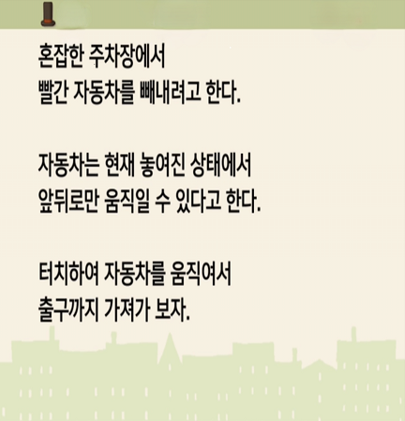 혼잡한 주차장에서
빨간 자동차를 빼내려고 한다.
자동차는 현재 놓여진 상태에서
앞뒤로만 움직일 수 있다고 한다.
터치하여 자동차를 움직여서
출구까지 가져가 보자.